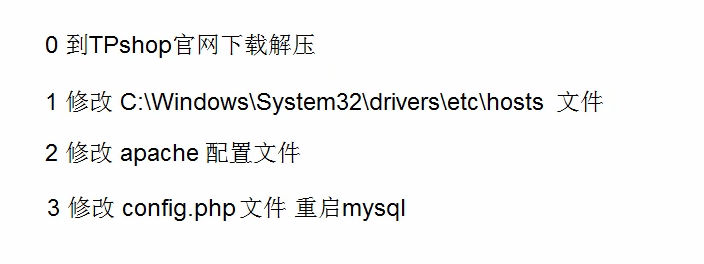 0 到TPshop官网下载解压
1 修改 C:\Windows\System32\drivers\etc\hosts 文件
2 修改 apache 配置文件
3 修改 config.php文件 重启mysql